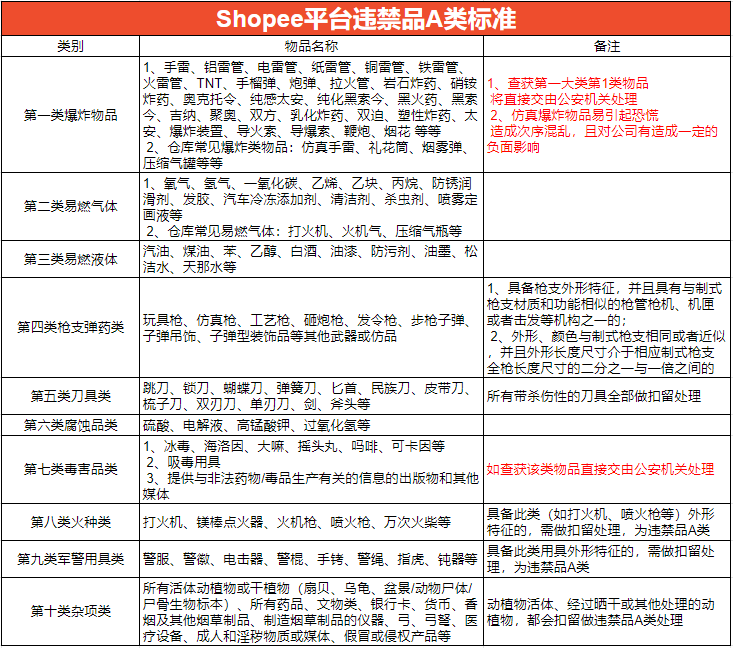 Shopee平台违禁品A类标准
类别
物品名称
备注
第一类爆炸物品
1、手雷、铝雷管、电雷管、纸雷管、铜雷管、铁雷管、
火雷管、TNT、手榴弹、炮弹、拉火管、岩石炸药、硝铵
炸药、奥克托今、纯感太安、纯化黑索今、黑火药、黑索
今、吉纳、聚奥、双方、乳化炸药、双迫、塑性炸药、太
安、爆炸装置、导火索、导爆索、鞭炮、烟花 等等
2、仓库常见爆炸类物品：仿真手雷、礼花筒、烟雾弹、
压缩气罐等等
1、查获第一大类第1类物品
将直接交由公安机关处理
2、仿真爆炸物品易引起恐慌
造成次序混乱，且对公司有造成一定的
负面影响
第二类易燃气体
1、氧气、氢气、一氧化碳、乙烯、乙块、丙烷、防锈润
滑剂、发胶、汽车冷冻添加剂、清洁剂、杀虫剂、喷雾定
画液等
2、仓库常见易燃气体：打火机、火机气、压缩气瓶等
第三类易燃液体
汽油、煤油、苯、乙醇、白酒、油漆、防污剂、油墨、松
洁水、天那水等
第四类枪支弹药类
玩具枪、仿真枪、工艺枪、砸炮枪、发令枪、步枪子弹、
子弹吊饰、子弹型装饰品等其他武器或仿品
1、具备枪支外形特征，并且具有与制式
枪支材质和功能相似的枪管枪机、机匣
或者击发等机构之一的；
2、外形、颜色与制式枪支相同或者近似
，并且外形长度尺寸介于相应制式枪支
全枪长度尺寸的二分之一与一倍之间的
第五类刀具类
跳刀、锁刀、蝴蝶刀、弹簧刀、匕首、民族刀、皮带刀、
梳子刀、双刃刀、单刃刀、剑、斧头等
所有带杀伤性的刀具全部做扣留处理
第六类腐蚀品类
硫酸、电解液、高锰酸钾、过氧化氢等
第七类毒害品类
1、冰毒、海洛因、大嘛、摇头丸、吗啡、可卡因等
2、吸毒用具
3、提供与非法药物/毒品生产有关的信息的出版物和其他
媒体
如查获该类物品直接交由公安机关处理
第八类火种类
打火机、镁棒点火器、火机枪、喷火枪、万次火柴等
具备此类（如打火机、喷火枪等）外形
特征的，需做扣留处理，为违禁品A类
第九类军警用具类
警服、警徽、电击器、警棍、手铐、警绳、指虎、钝器等
具备此类用具外形特征的，需做扣留处
理，为违禁品A类
第十类杂项类
所有活体动植物或干植物（扇贝、乌龟、盆景/动物尸体/
尸骨生物标本）、所有药品、文物类、银行卡、货币、香
烟及其他烟草制品、制造烟草制品的仪器、弓、弓弩、医
疗设备、成人和淫秽物质或媒体、假冒或侵权产品等
动植物活体、经过晒干或其他处理的动
植物，都会扣留做违禁品A类处理